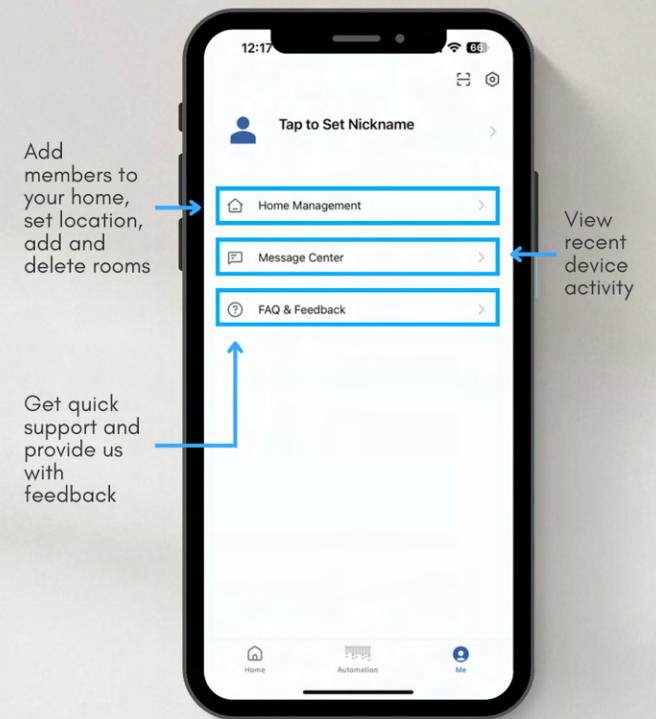 12:17
66
Tap to Set Nickname
Add
members to
your home,
set location,
add and
delete rooms
Home Management
Message Center
FAQ & Feedback
View
recent
device
activity
Get quick
support and
provide us
with
feedback
Home
Automation
Me